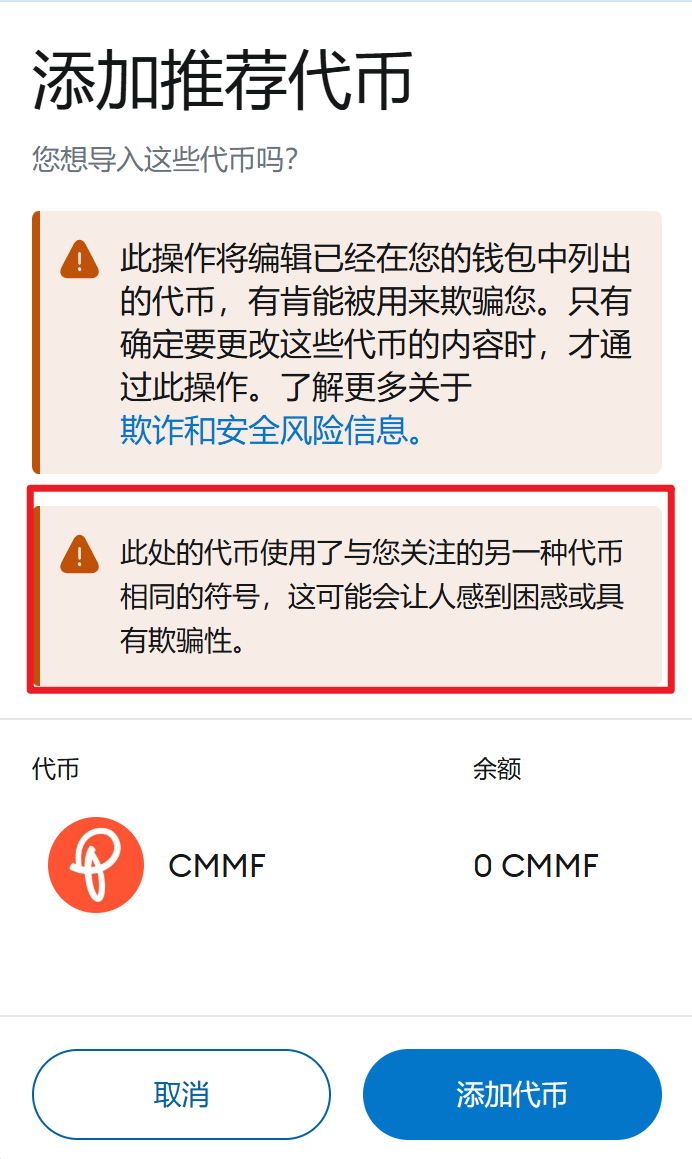 添加推荐代币
您想导入这些代币吗?
此操作将编辑已经在您的钱包中列出
的代币，有肯能被用来欺骗您。只有
确定要更改这些代币的内容时，才通
过此操作。了解更多关于
欺诈和安全风险信息。
此处的代币使用了与您关注的另一种代币
相同的符号，这可能会让人感到困惑或具
有欺骗性。
代币 余额
CMMF 0 CMMF
取消 添加代币